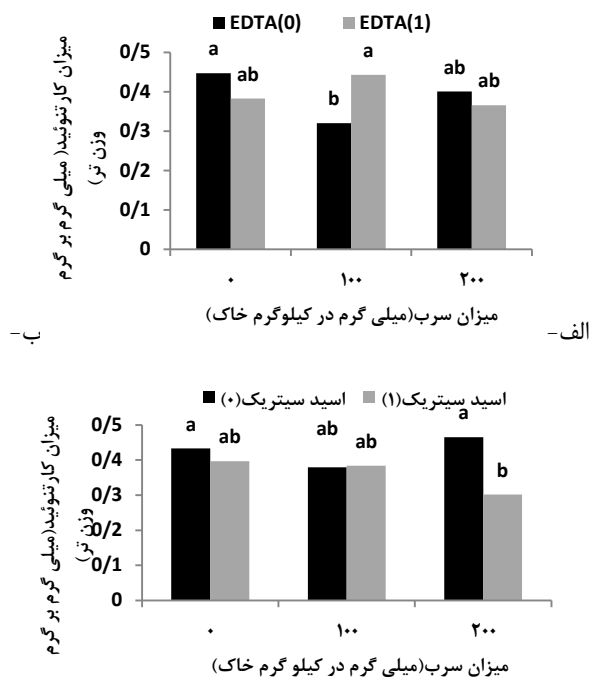 EDTA(0) EDTA(1)
میزان کارتنوئید( میلی گرم بر گرم
وزن تر)
0/5
0/4
0/3
0/2
0/1
0
a ab b a ab ab
۰ ۱۰۰ ۲۰۰
میزان سرب(میلی گرم در کیلوگرم خاک)
الف- ب-
اسید سیتریک(۰) اسید سیتریک(۱)
میزان کارتنوئید(میلی گرم بر گرم
وزن تر)
0/5
0/4
0/3
0/2
0/1
0
a ab ab ab a b
۰ ۱۰۰ ۲۰۰
میزان سرب(میلی گرم در کیلو گرم خاک)